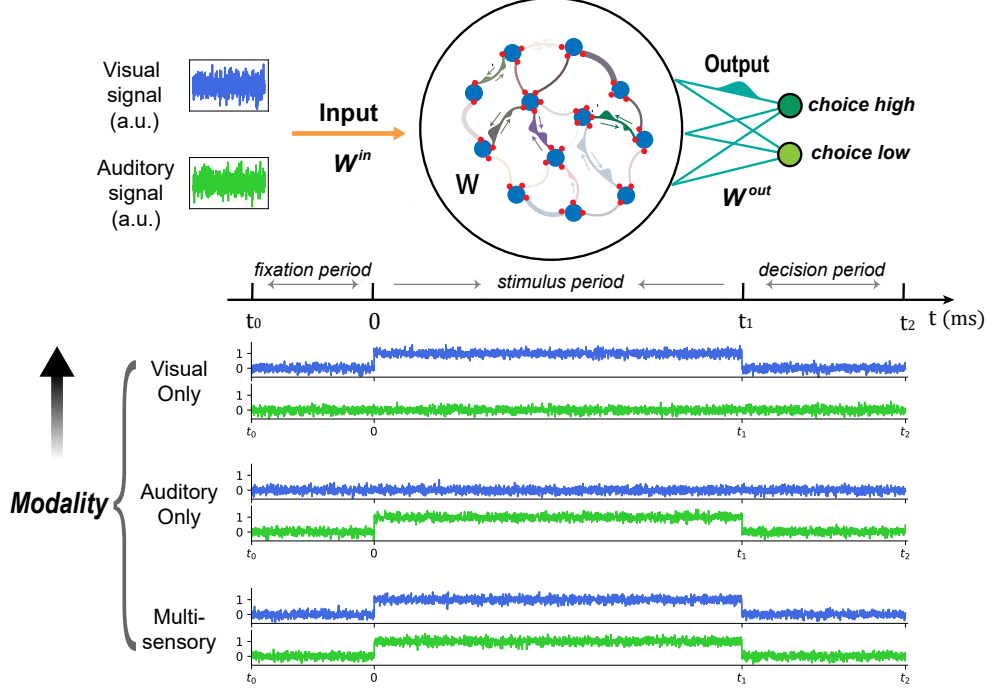 Visual
signal
(a.u.)
Auditory
signal
(a.u.)
Input
W^in
W
Output
choice high
choice low
W^out
fixation period
stimulus period
decision period
t₀ 0 t₁ t₂ t (ms)
Modality
Visual
Only
1
0
1
0
t₀ 0 t₁ t₂
Auditory
Only
1
0
1
0
t₀ 0 t₁ t₂
Multi-
sensory
1
0
1
0
t₀ 0 t₁ t₂